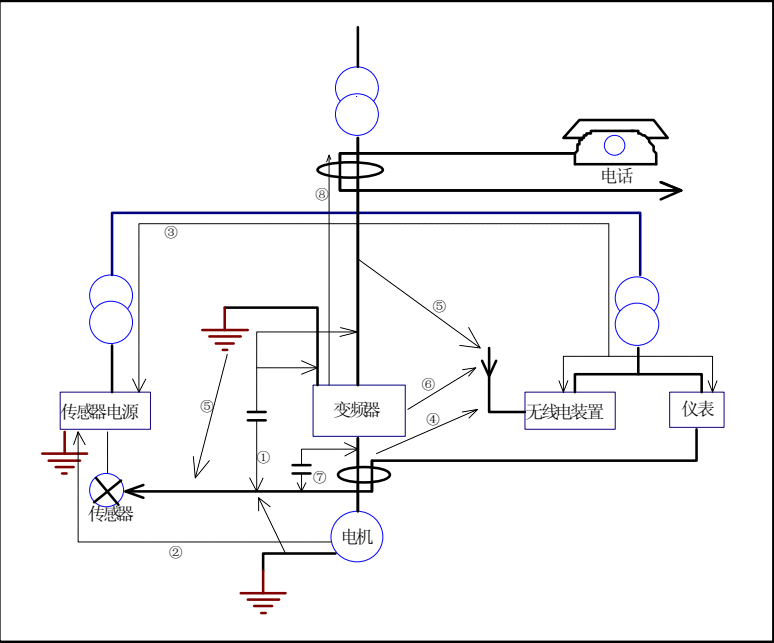 电话
⑧
③
⑤
⑤
⑥
变频器
④
传感器电源
无线电装置
仪表
①
⑦
传感器
电机
②